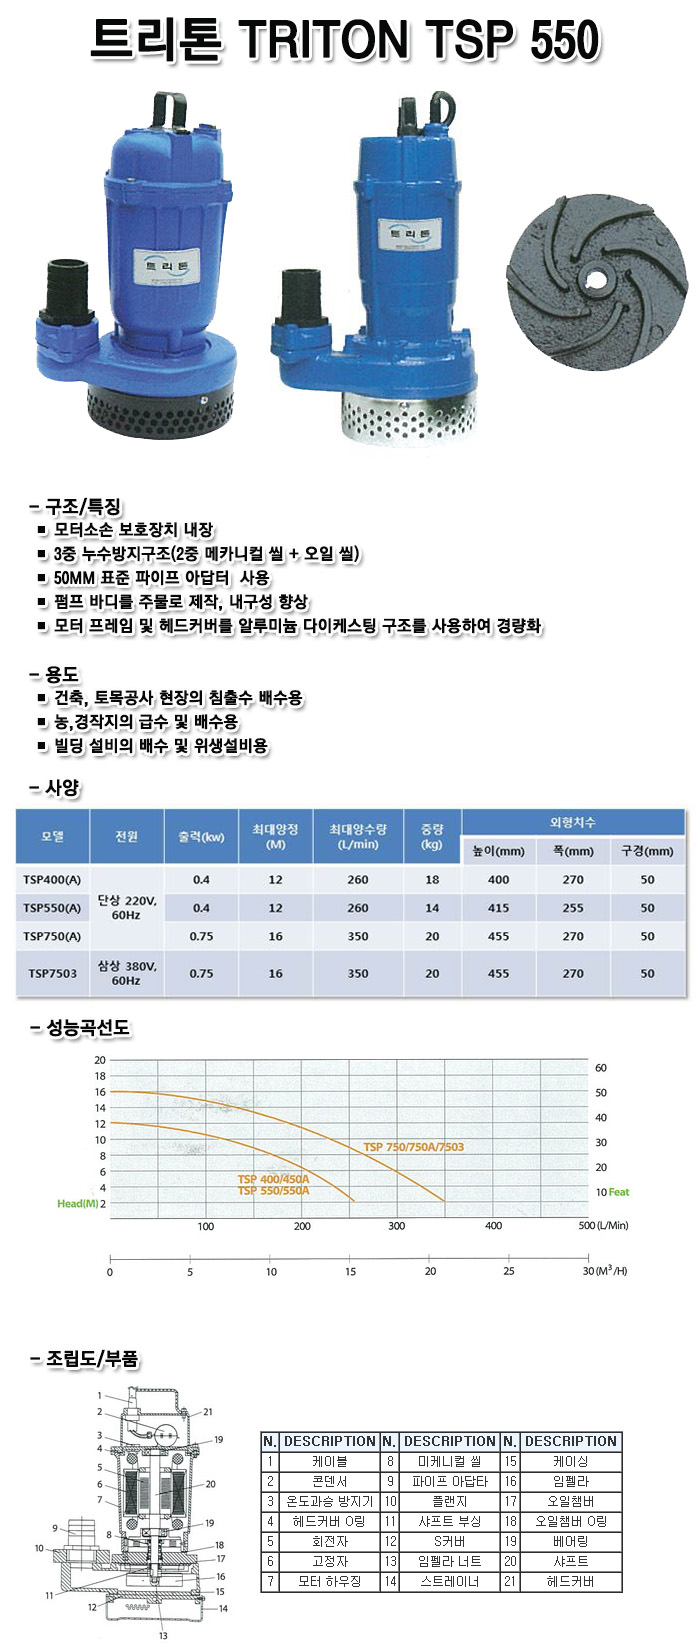 트리톤 TRITON TSP 550
트리톤
트리톤
– 구조/특징
■ 모터소손 보호장치 내장
■ 3중 누수방지구조(2중 메카니컬 씰 + 오일 씰)
■ 50MM 표준 파이프 아답터 사용
■ 펌프 바디를 주물로 제작, 내구성 향상
■ 모터 프레임 및 헤드커버를 알루미늄 다이케스팅 구조를 사용하여 경량화
– 용도
■ 건축, 토목공사 현장의 침출수 배수용
■ 농,경작지의 급수 및 배수용
■ 빌딩 설비의 배수 및 위생설비용
– 사양
모델 전원 출력(kw) 최대양정 (M) 최대양수량 (L/min) 중량 (kg) 외형치수
높이(mm) 폭(mm) 구경(mm)
TSP400(A) 단상 220V, 60Hz 0.4 12 260 18 400 270 50
TSP550(A) 0.4 12 260 14 415 255 50
TSP750(A) 0.75 16 350 20 455 270 50
TSP7503 삼상 380V, 60Hz 0.75 16 350 20 455 270 50
– 성능곡선도
20
18
16
14
12
10
8
6
4
Head(M) 2
60
50
40
30
20
10 Feat
TSP 750/750A/7503
TSP 400/450A
TSP 550/550A
100 200 300 400 500 (L/Min)
0 5 10 15 20 25 30 (M³/H)
– 조립도/부품
1
2
3
4
5
6
7
8
9
10
11
12
13
14
15
16
17
18
19
20
19
21
N. DESCRIPTION N. DESCRIPTION N. DESCRIPTION
1 케이블 8 미케니컬 씰 15 케이싱
2 콘덴서 9 파이프 아답타 16 임펠라
3 온도과승 방지기 10 플랜지 17 오일챔버
4 헤드커버 O링 11 샤프트 부싱 18 오일챔버 O링
5 회전자 12 S커버 19 베어링
6 고정자 13 임펠라 너트 20 샤프트
7 모터 하우징 14 스트레이너 21 헤드커버